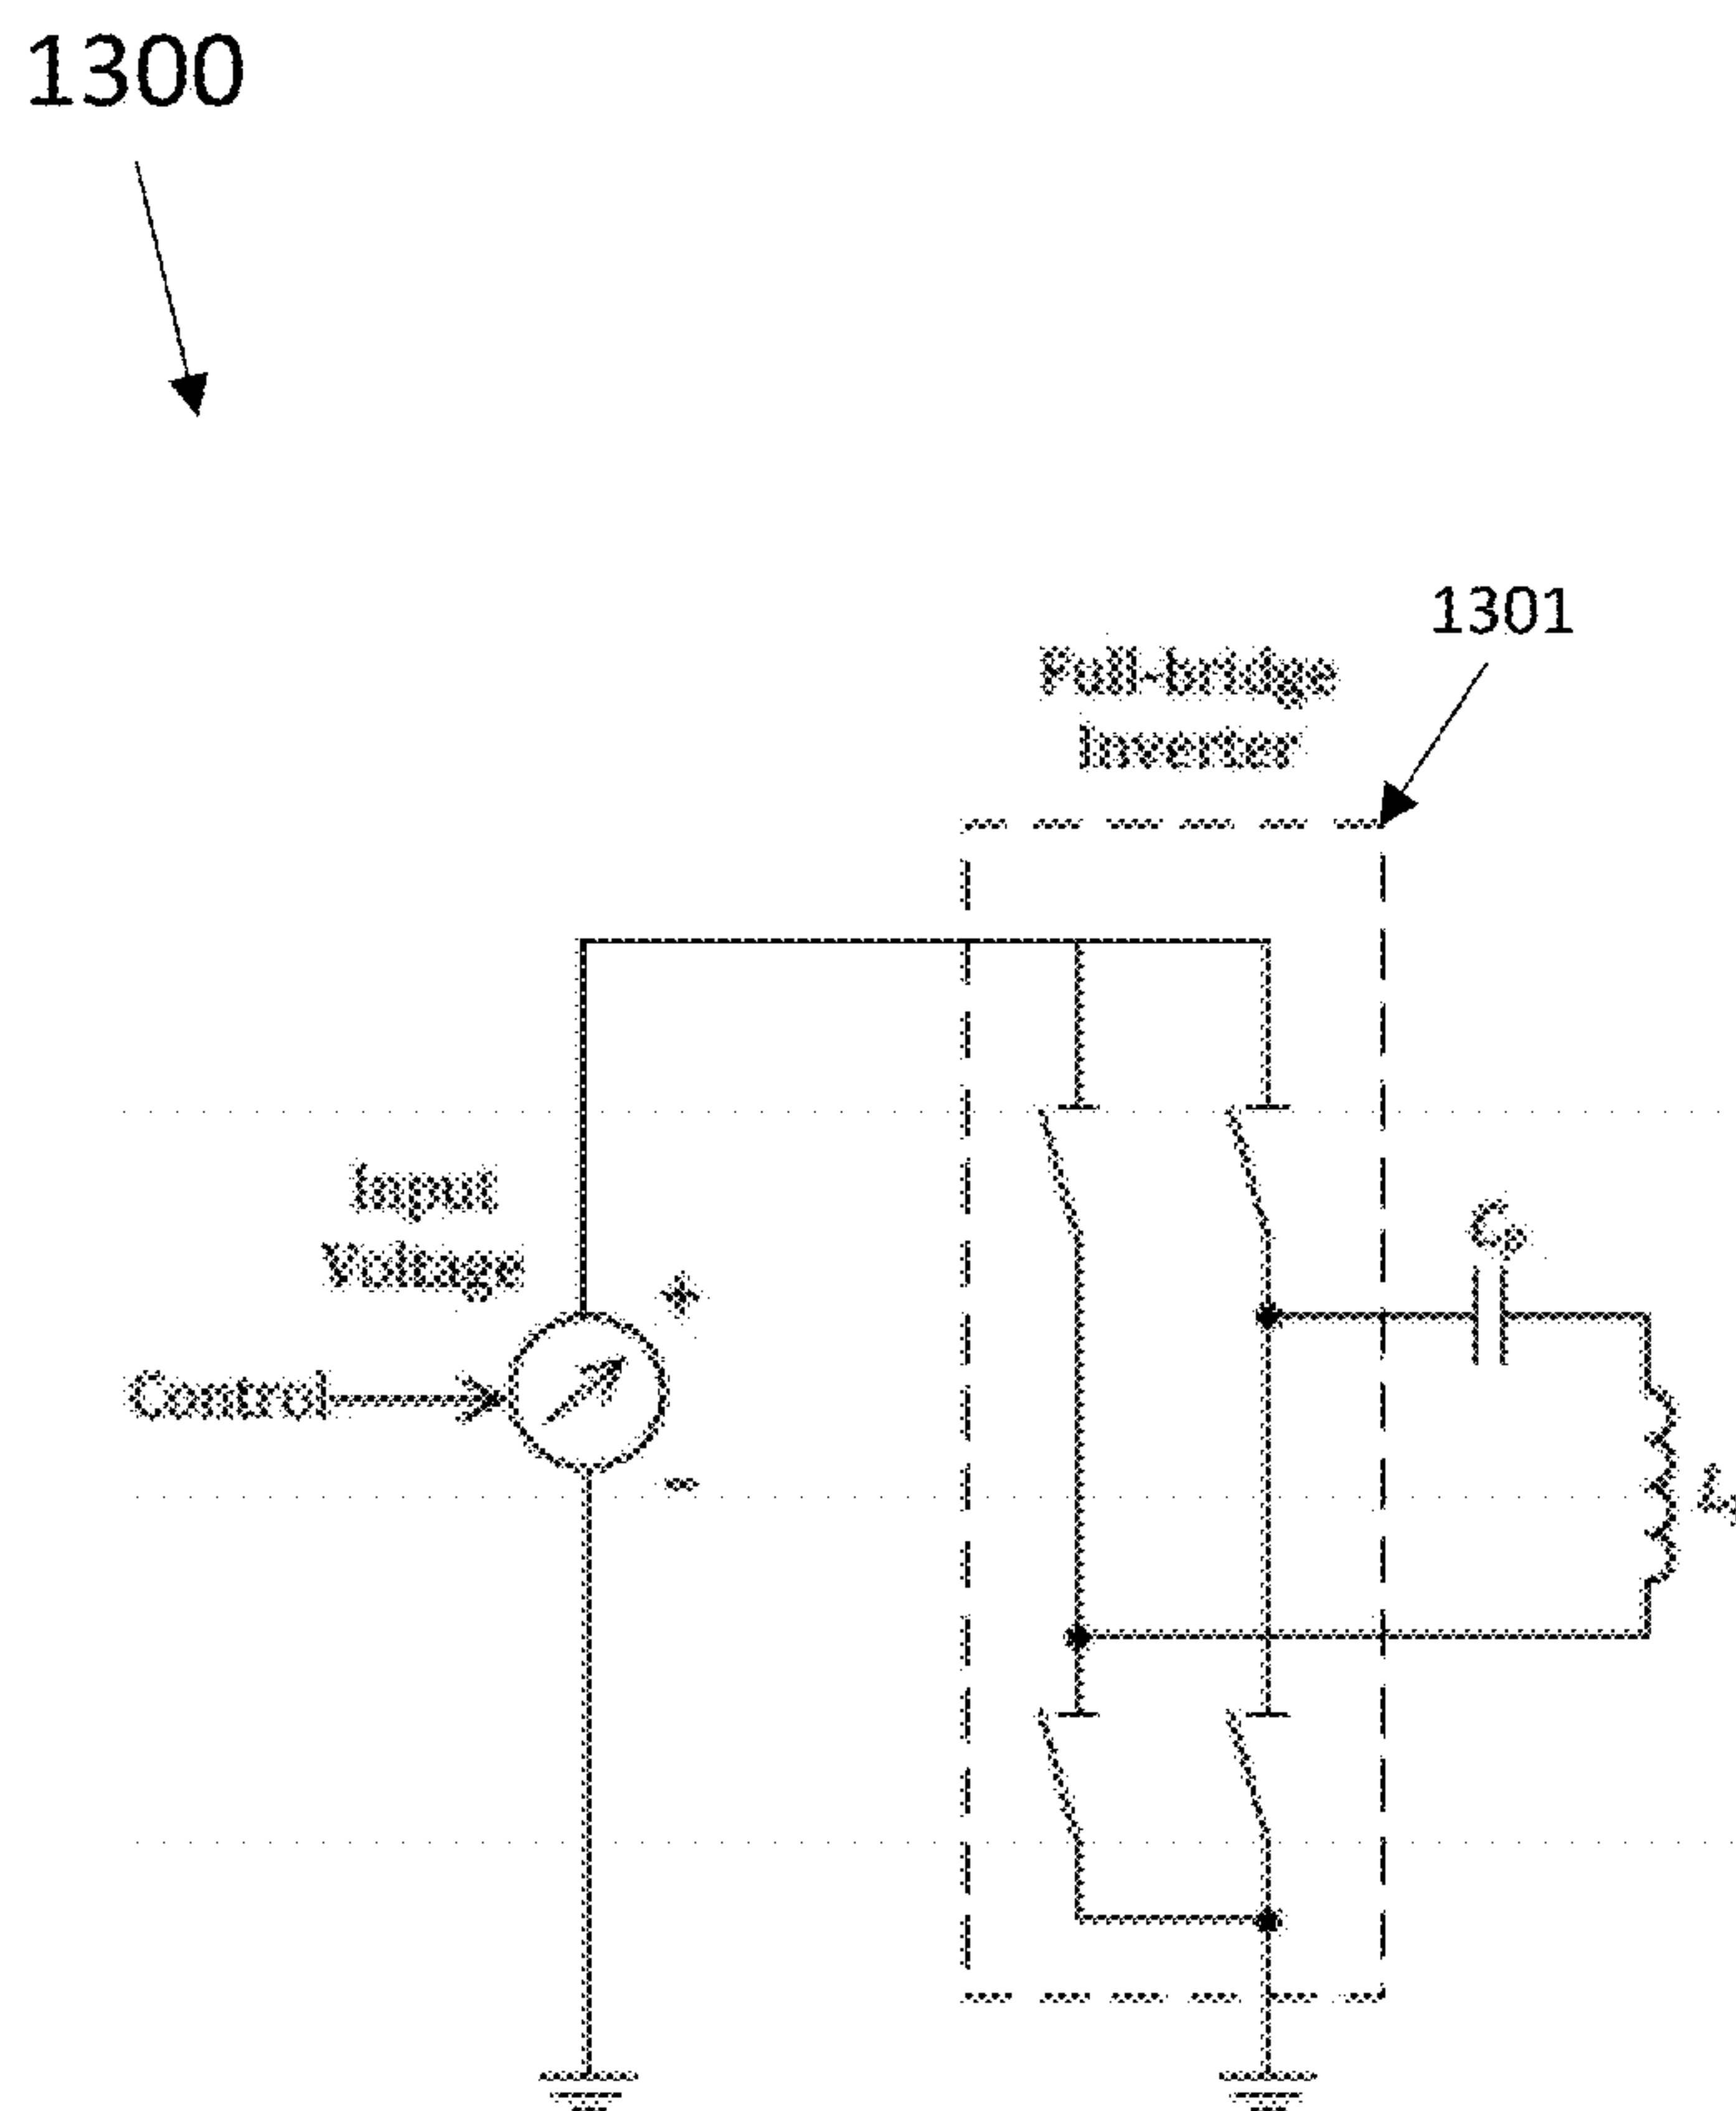 1300
1301
Full-bridge
Inverter
Input
Voltage
+
Cp
Control
-